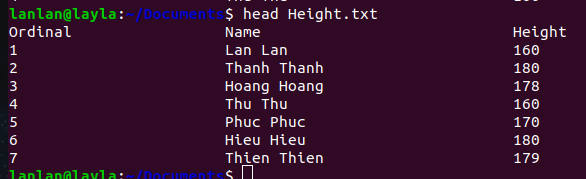 lanlan@layla:~/Documents$ head Height.txt
Ordinal Name Height
1 Lan Lan 160
2 Thanh Thanh 180
3 Hoang Hoang 178
4 Thu Thu 160
5 Phuc Phuc 170
6 Hieu Hieu 180
7 Thien Thien 179
lanlan@layla:~/Documents$